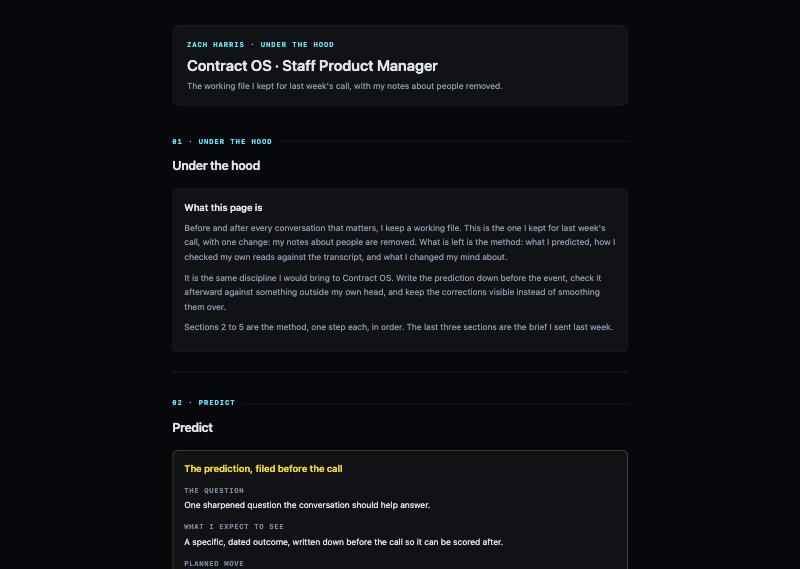 ZACH HARRIS · UNDER THE HOOD
Contract OS · Staff Product Manager
The working file I kept for last week's call, with my notes about people removed.
01 · UNDER THE HOOD
Under the hood
What this page is
Before and after every conversation that matters, I keep a working file. This is the one I kept for last week's
call, with one change: my notes about people are removed. What is left is the method: what I predicted, how I
checked my own reads against the transcript, and what I changed my mind about.
It is the same discipline I would bring to Contract OS. Write the prediction down before the event, check it
afterward against something outside my own head, and keep the corrections visible instead of smoothing
them over.
Sections 2 to 5 are the method, one step each, in order. The last three sections are the brief I sent last week.
02 · PREDICT
Predict
The prediction, filed before the call
THE QUESTION
One sharpened question the conversation should help answer.
WHAT I EXPECT TO SEE
A specific, dated outcome, written down before the call so it can be scored after.
PLANNED MOVE